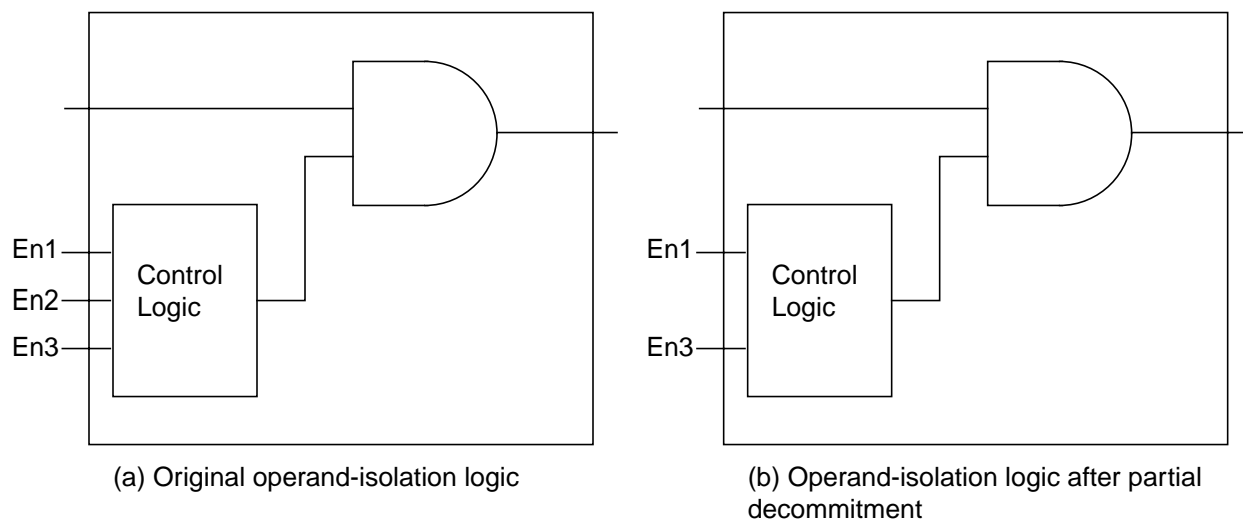 En1
En2
En3
Control
Logic
(a) Original operand-isolation logic
En1
En3
Control
Logic
(b) Operand-isolation logic after partial
decommitment